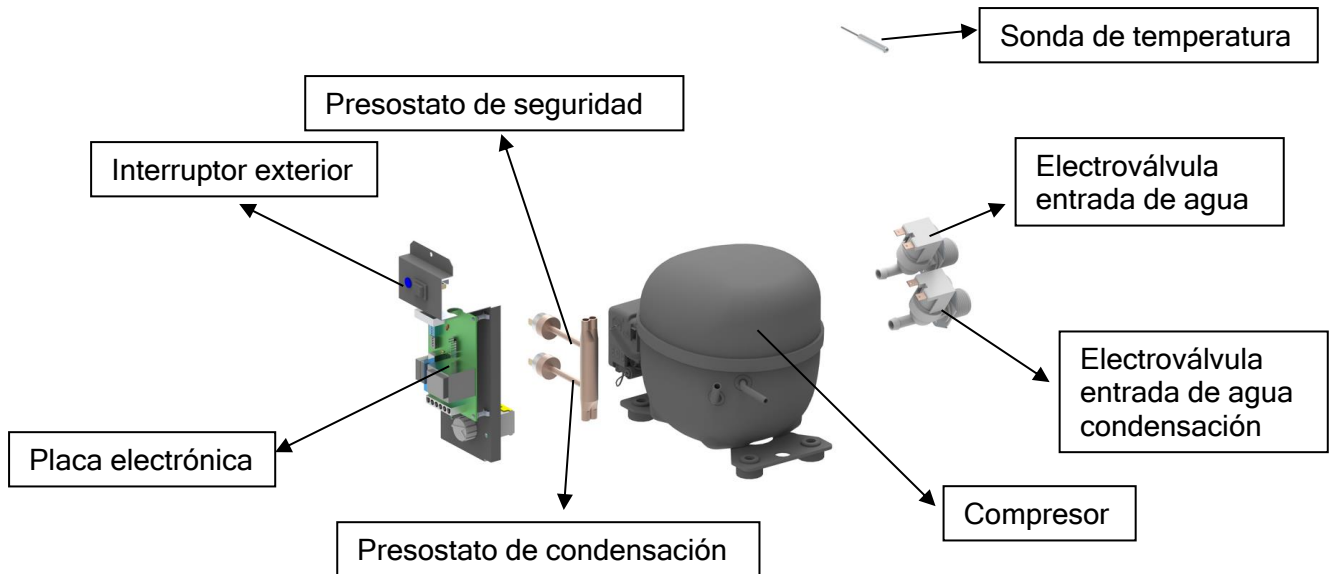 Sonda de temperatura
Presostato de seguridad
Interruptor exterior
Electroválvula
entrada de agua
Electroválvula
entrada de agua
condensación
Placa electrónica
Compresor
Presostato de condensación